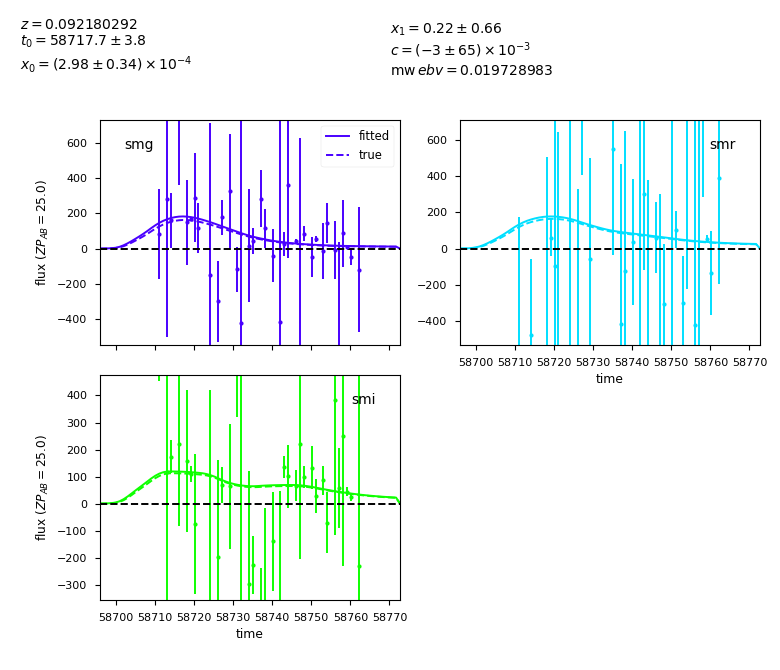 z = 0.092180292
t₀ = 58717.7 ± 3.8
x₀ = (2.98 ± 0.34) × 10⁻⁴
x₁ = 0.22 ± 0.66
c = (−3 ± 65) × 10⁻³
mwebv = 0.019728983
smg
fitted
true
600
400
200
0
−200
−400
flux (ZP_AB = 25.0)
smr
600
400
200
0
−200
−400
58700 58710 58720 58730 58740 58750 58760 58770
time
smi
400
300
200
100
0
−100
−200
−300
flux (ZP_AB = 25.0)
58700 58710 58720 58730 58740 58750 58760 58770
time